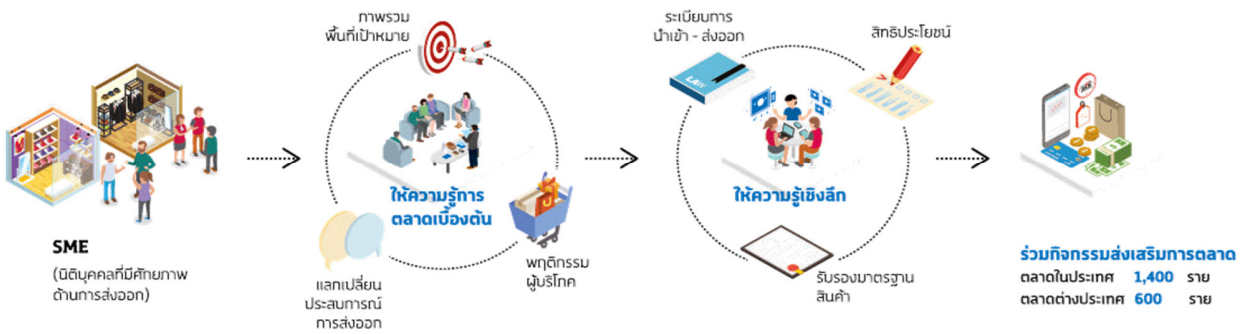 SME
(นิติบุคคลที่มีศักยภาพ
ด้านการส่งออก)
ภาพรวม
พื้นที่เป้าหมาย
ให้ความรู้การ
ตลาดเบื้องต้น
แลกเปลี่ยน
ประสบการณ์
การส่งออก
พฤติกรรม
ผู้บริโภค
ระเบียบการ
นำเข้า - ส่งออก
LAW
สิทธิประโยชน์
ให้ความรู้เชิงลึก
รับรองมาตรฐาน
สินค้า
SME
ร่วมกิจกรรมส่งเสริมการตลาด
ตลาดในประเทศ 1,400 ราย
ตลาดต่างประเทศ 600 ราย